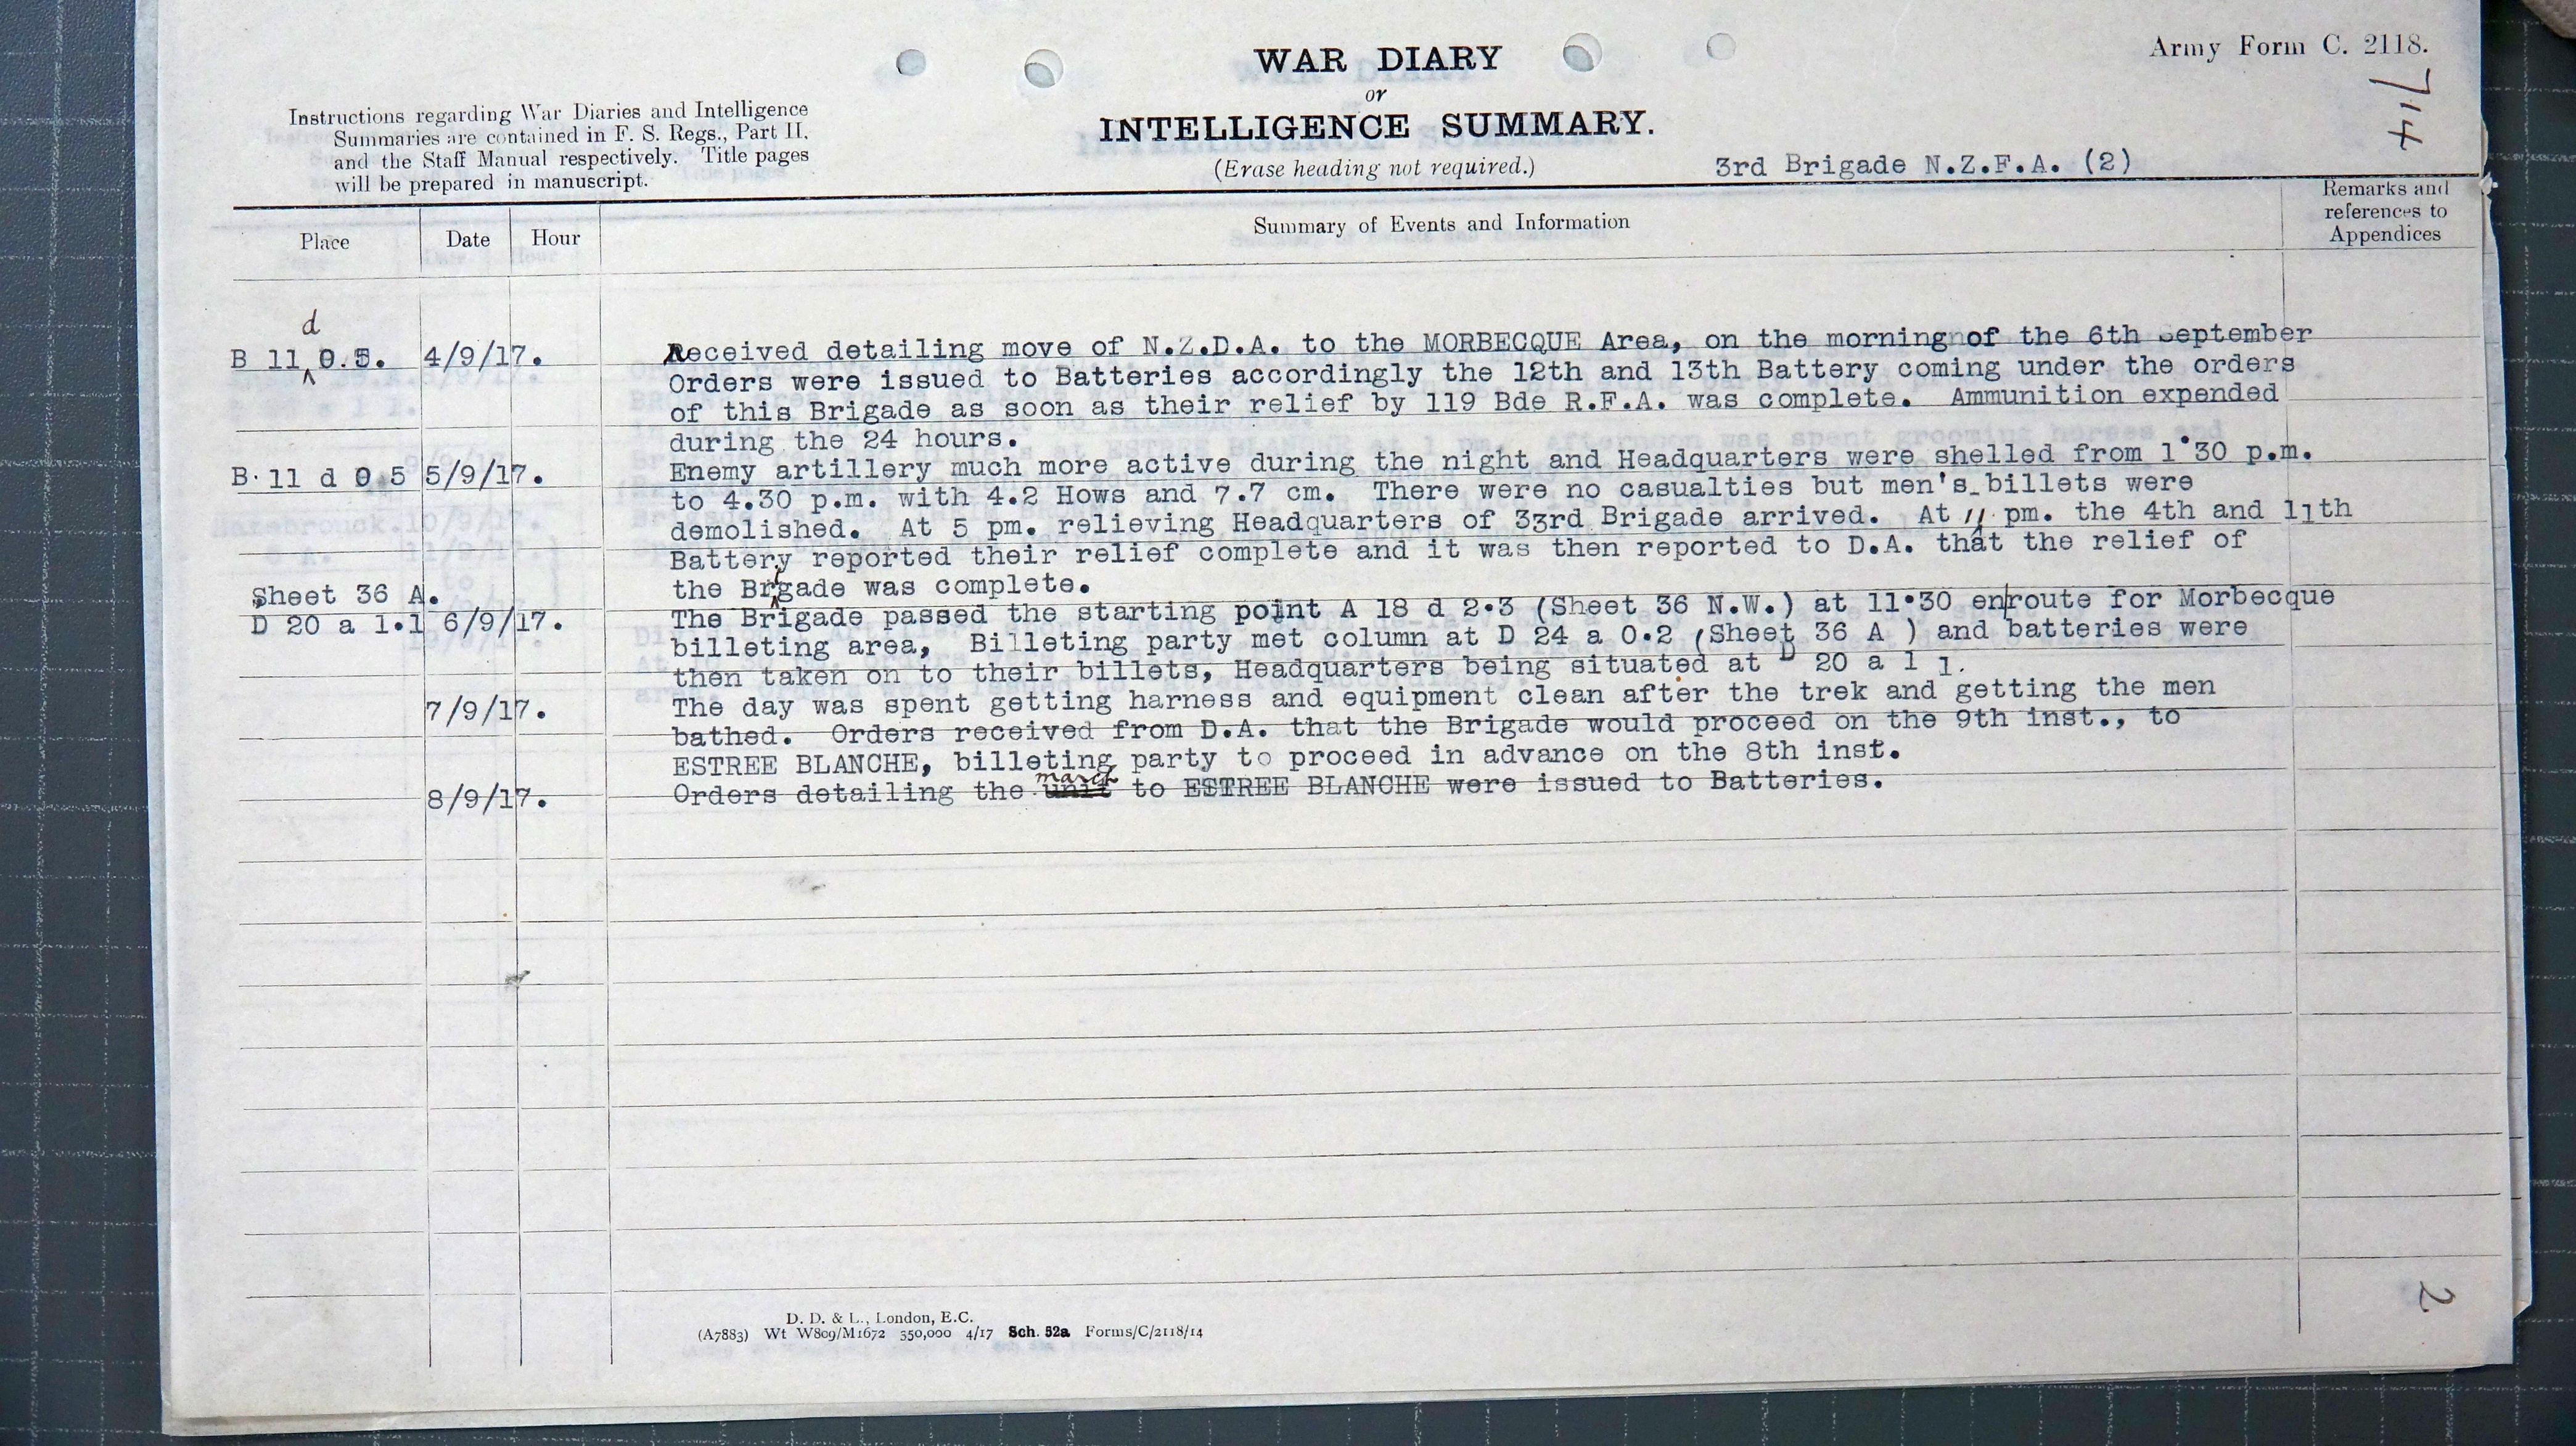 Army Form C. 2118.
714
WAR DIARY
or
INTELLIGENCE SUMMARY.
(Erase heading not required.)
Instructions regarding War Diaries and Intelligence
Summaries are contained in F. S. Regs., Part II.
and the Staff Manual respectively. Title pages
will be prepared in manuscript.
3rd Brigade N.Z.F.A. (2)
Place Date Hour Summary of Events and Information Remarks and references to Appendices
B 11 d 0.5. 4/9/17. Received detailing move of N.Z.D.A. to the MORBECQUE Area, on the morning of the 6th September
Orders were issued to Batteries accordingly the 12th and 13th Battery coming under the orders
of this Brigade as soon as their relief by 119 Bde R.F.A. was complete. Ammunition expended
during the 24 hours.
B.11 d 0 5 5/9/17. Enemy artillery much more active during the night and Headquarters were shelled from 1.30 p.m.
to 4.30 p.m. with 4.2 Hows and 7.7 cm. There were no casualties but men's billets were
demolished. At 5 pm. relieving Headquarters of 33rd Brigade arrived. At 11 pm. the 4th and 11th
Battery reported their relief complete and it was then reported to D.A. that the relief of
the Brigade was complete.
Sheet 36 A.
D 20 a 1.1 6/9/17. The Brigade passed the starting point A 18 d 2.3 (Sheet 36 N.W.) at 11.30 enroute for Morbecque
billeting area, Billeting party met column at D 24 a 0.2 (Sheet 36 A ) and batteries were
then taken on to their billets, Headquarters being situated at D 20 a 1 1.
7/9/17. The day was spent getting harness and equipment clean after the trek and getting the men
bathed. Orders received from D.A. that the Brigade would proceed on the 9th inst., to
ESTREE BLANCHE, billeting party to proceed in advance on the 8th inst.
8/9/17. Orders detailing the unit march to ESTREE BLANCHE were issued to Batteries.
D. D. & L., London, E.C.
(A7883) Wt W809/M1672 350,000 4/17 Sch. 52a Forms/C/2118/14
2